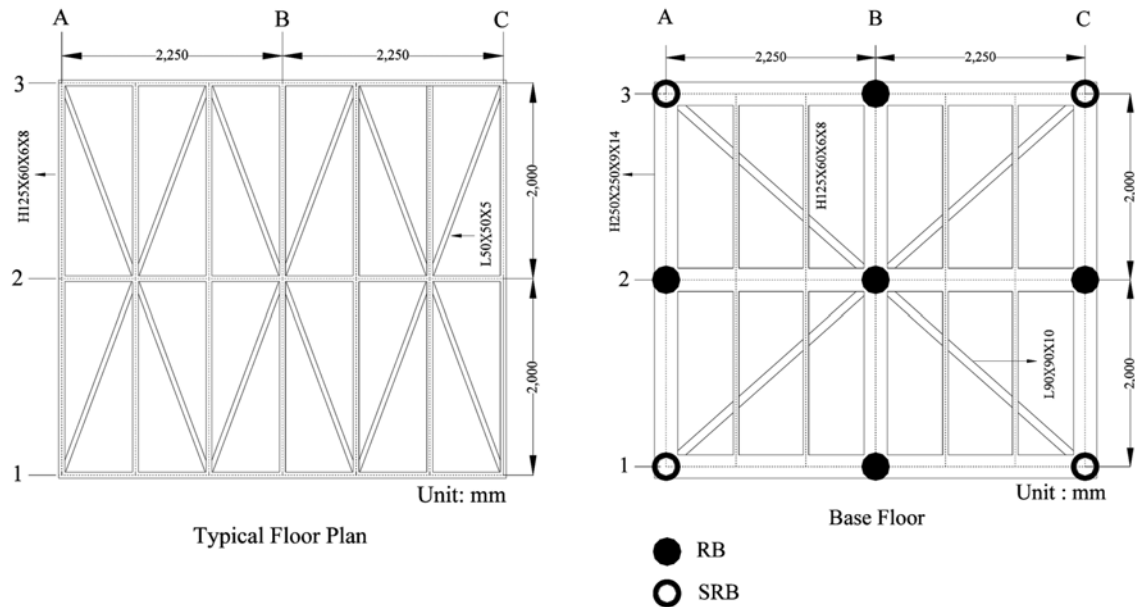 A B C
2,250 2,250
3
H125X60X6X8
2,000
L50X50X5
2
2,000
1
Unit: mm
Typical Floor Plan
A B C
2,250 2,250
3
H250X250X9X14
H125X60X6X8
2,000
2
L90X90X10
2,000
1
Unit : mm
Base Floor
RB
SRB